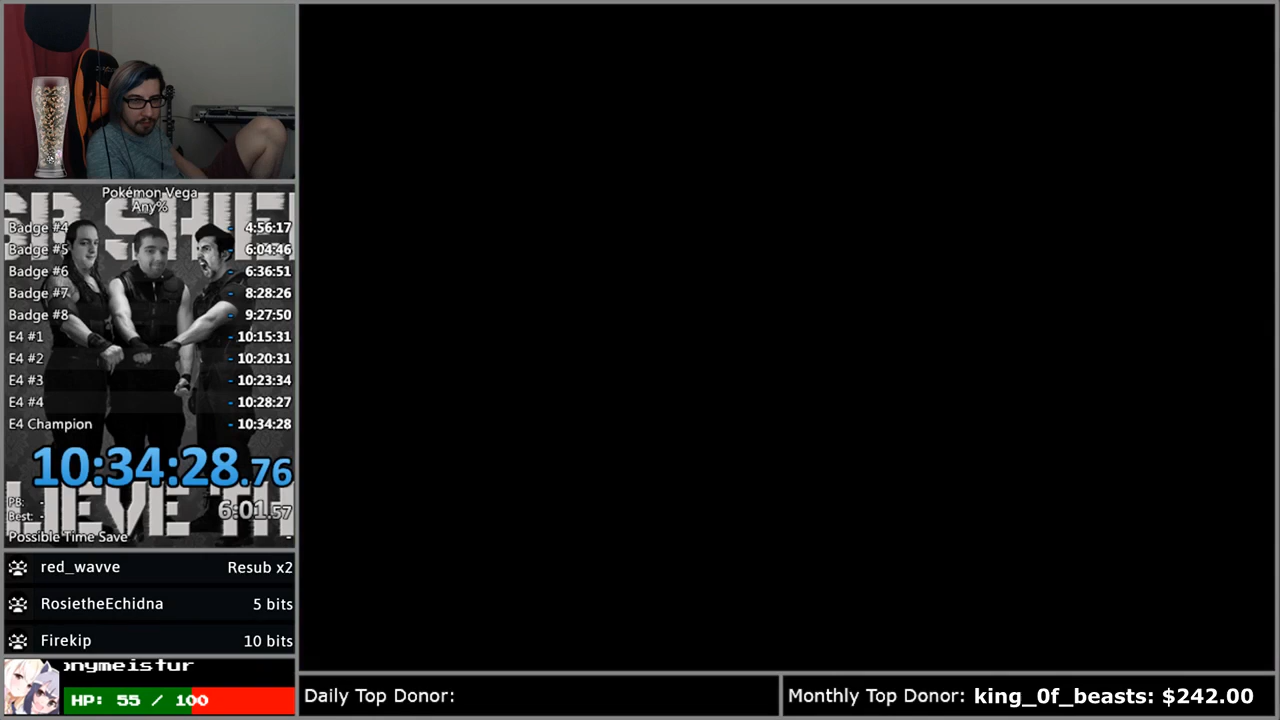 Pokémon Vega
Any%
Badge #4 - 4:56:17
Badge #5 - 6:04:46
Badge #6 - 6:36:51
Badge #7 - 8:28:26
Badge #8 - 9:27:50
E4 #1 - 10:15:31
E4 #2 - 10:20:31
E4 #3 - 10:23:34
E4 #4 - 10:28:27
E4 Champion - 10:34:28
10:34:28.76
PB: -
Best: -
6:01.57
LIEVE TH
Possible Time Save -
red_wavve Resub x2
RosietheEchidna 5 bits
Firekip 10 bits
onymeistur
HP: 55 / 100
Daily Top Donor:
Monthly Top Donor: king_0f_beasts: $242.00